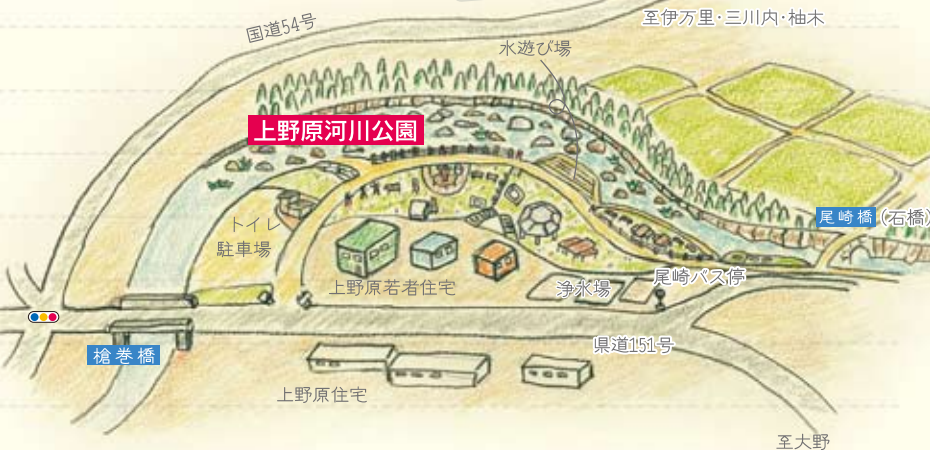 国道54号
至伊万里・三川内・柚木
水遊び場
上野原河川公園
トイレ
駐車場
尾崎橋(石橋)
上野原若者住宅
浄水場
尾崎バス停
槍巻橋
県道151号
上野原住宅
至大野